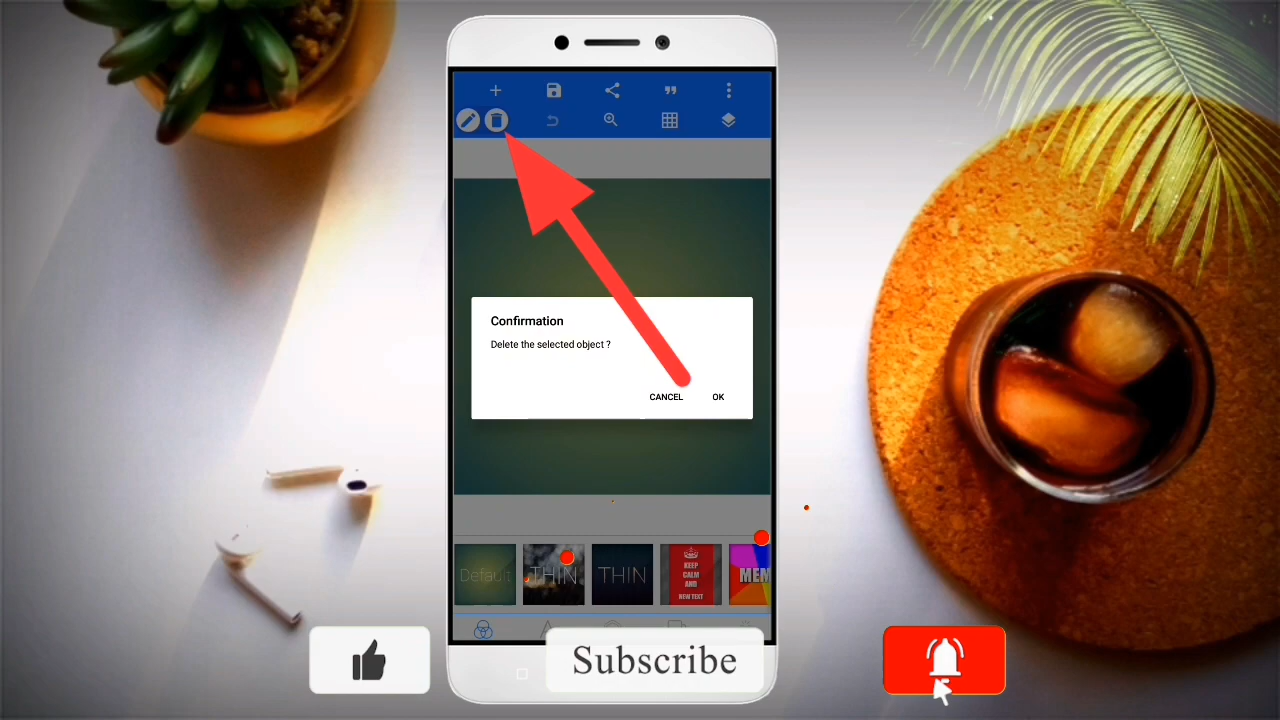 Confirmation
Delete the selected object ?
CANCEL OK
Default
THIN
THIN
KEEP
CALM
AND
NEW TEXT
MEM
Subscribe